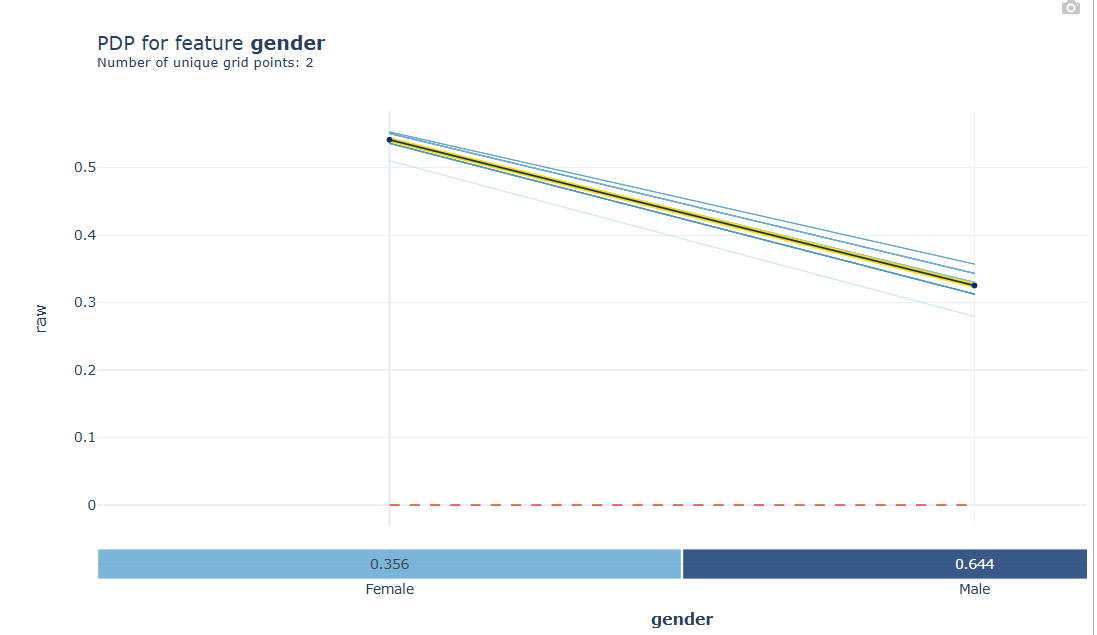 PDP for feature gender
Number of unique grid points: 2
0.5
0.4
0.3
0.2
0.1
0
raw
0.356
0.644
Female
Male
gender